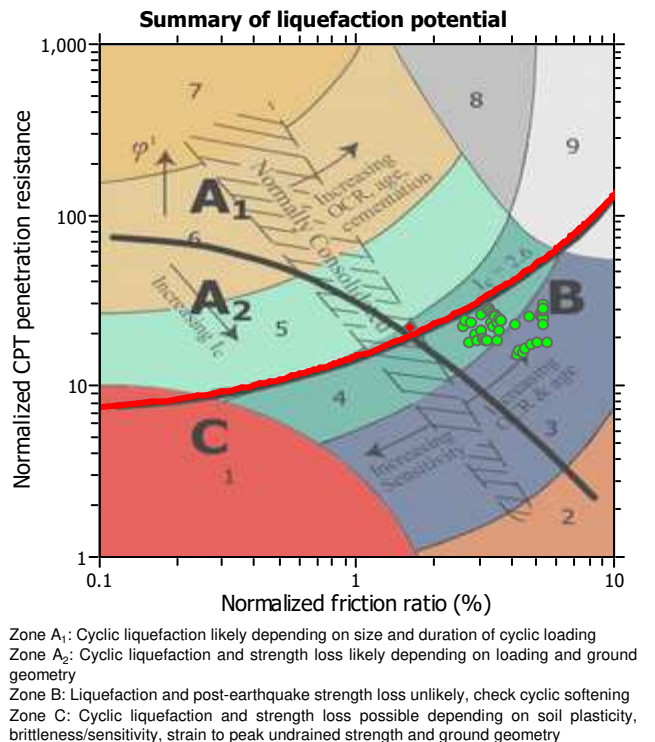 Summary of liquefaction potential
Normalized CPT penetration resistance
1,000
100
10
1
0.1
1
10
Normalized friction ratio (%)
7
8
9
φ'
A1
Normally Consolidated
Increasing
OCR, age,
cementation
6
A2
Increasing Ic
5
Ic = 2.6
B
4
C
1
Increasing
OCR & age
Increasing
Sensitivity
3
2
Zone A1: Cyclic liquefaction likely depending on size and duration of cyclic loading
Zone A2: Cyclic liquefaction and strength loss likely depending on loading and ground
geometry
Zone B: Liquefaction and post-earthquake strength loss unlikely, check cyclic softening
Zone C: Cyclic liquefaction and strength loss possible depending on soil plasticity,
brittleness/sensitivity, strain to peak undrained strength and ground geometry